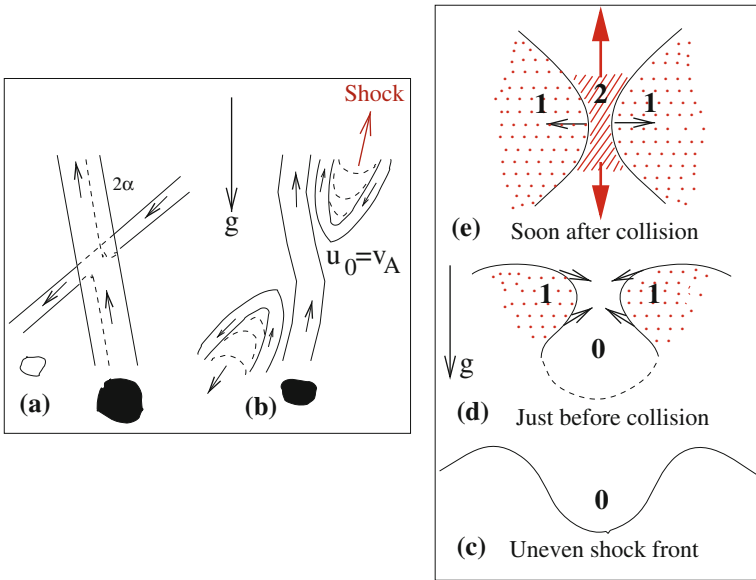 2α
g
(a)
Shock
u0=vA
(b)
1
2
1
(e) Soon after collision
1
1
0
g
(d)
Just before collision
0
(c)
Uneven shock front